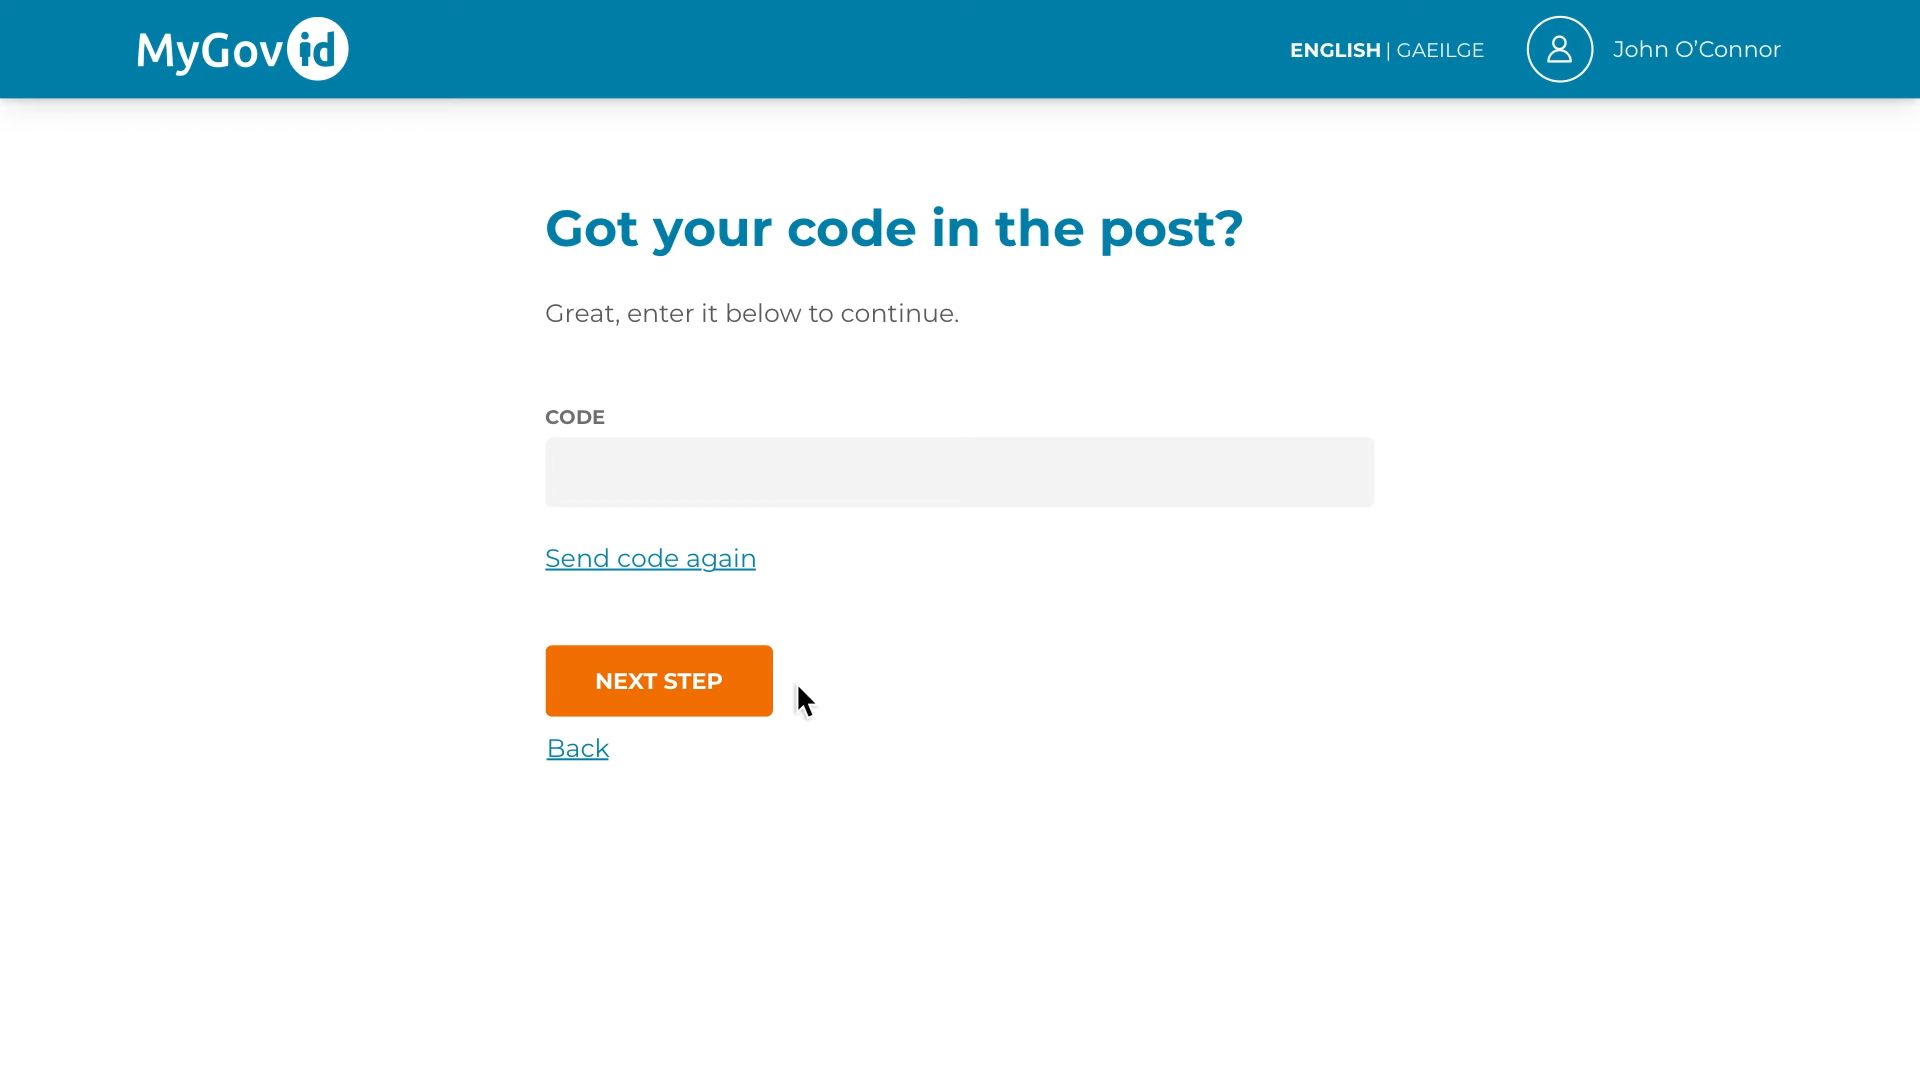 MyGovid
ENGLISH | GAEILGE
John O’Connor
Got your code in the post?
Great, enter it below to continue.
CODE
Send code again
NEXT STEP
Back